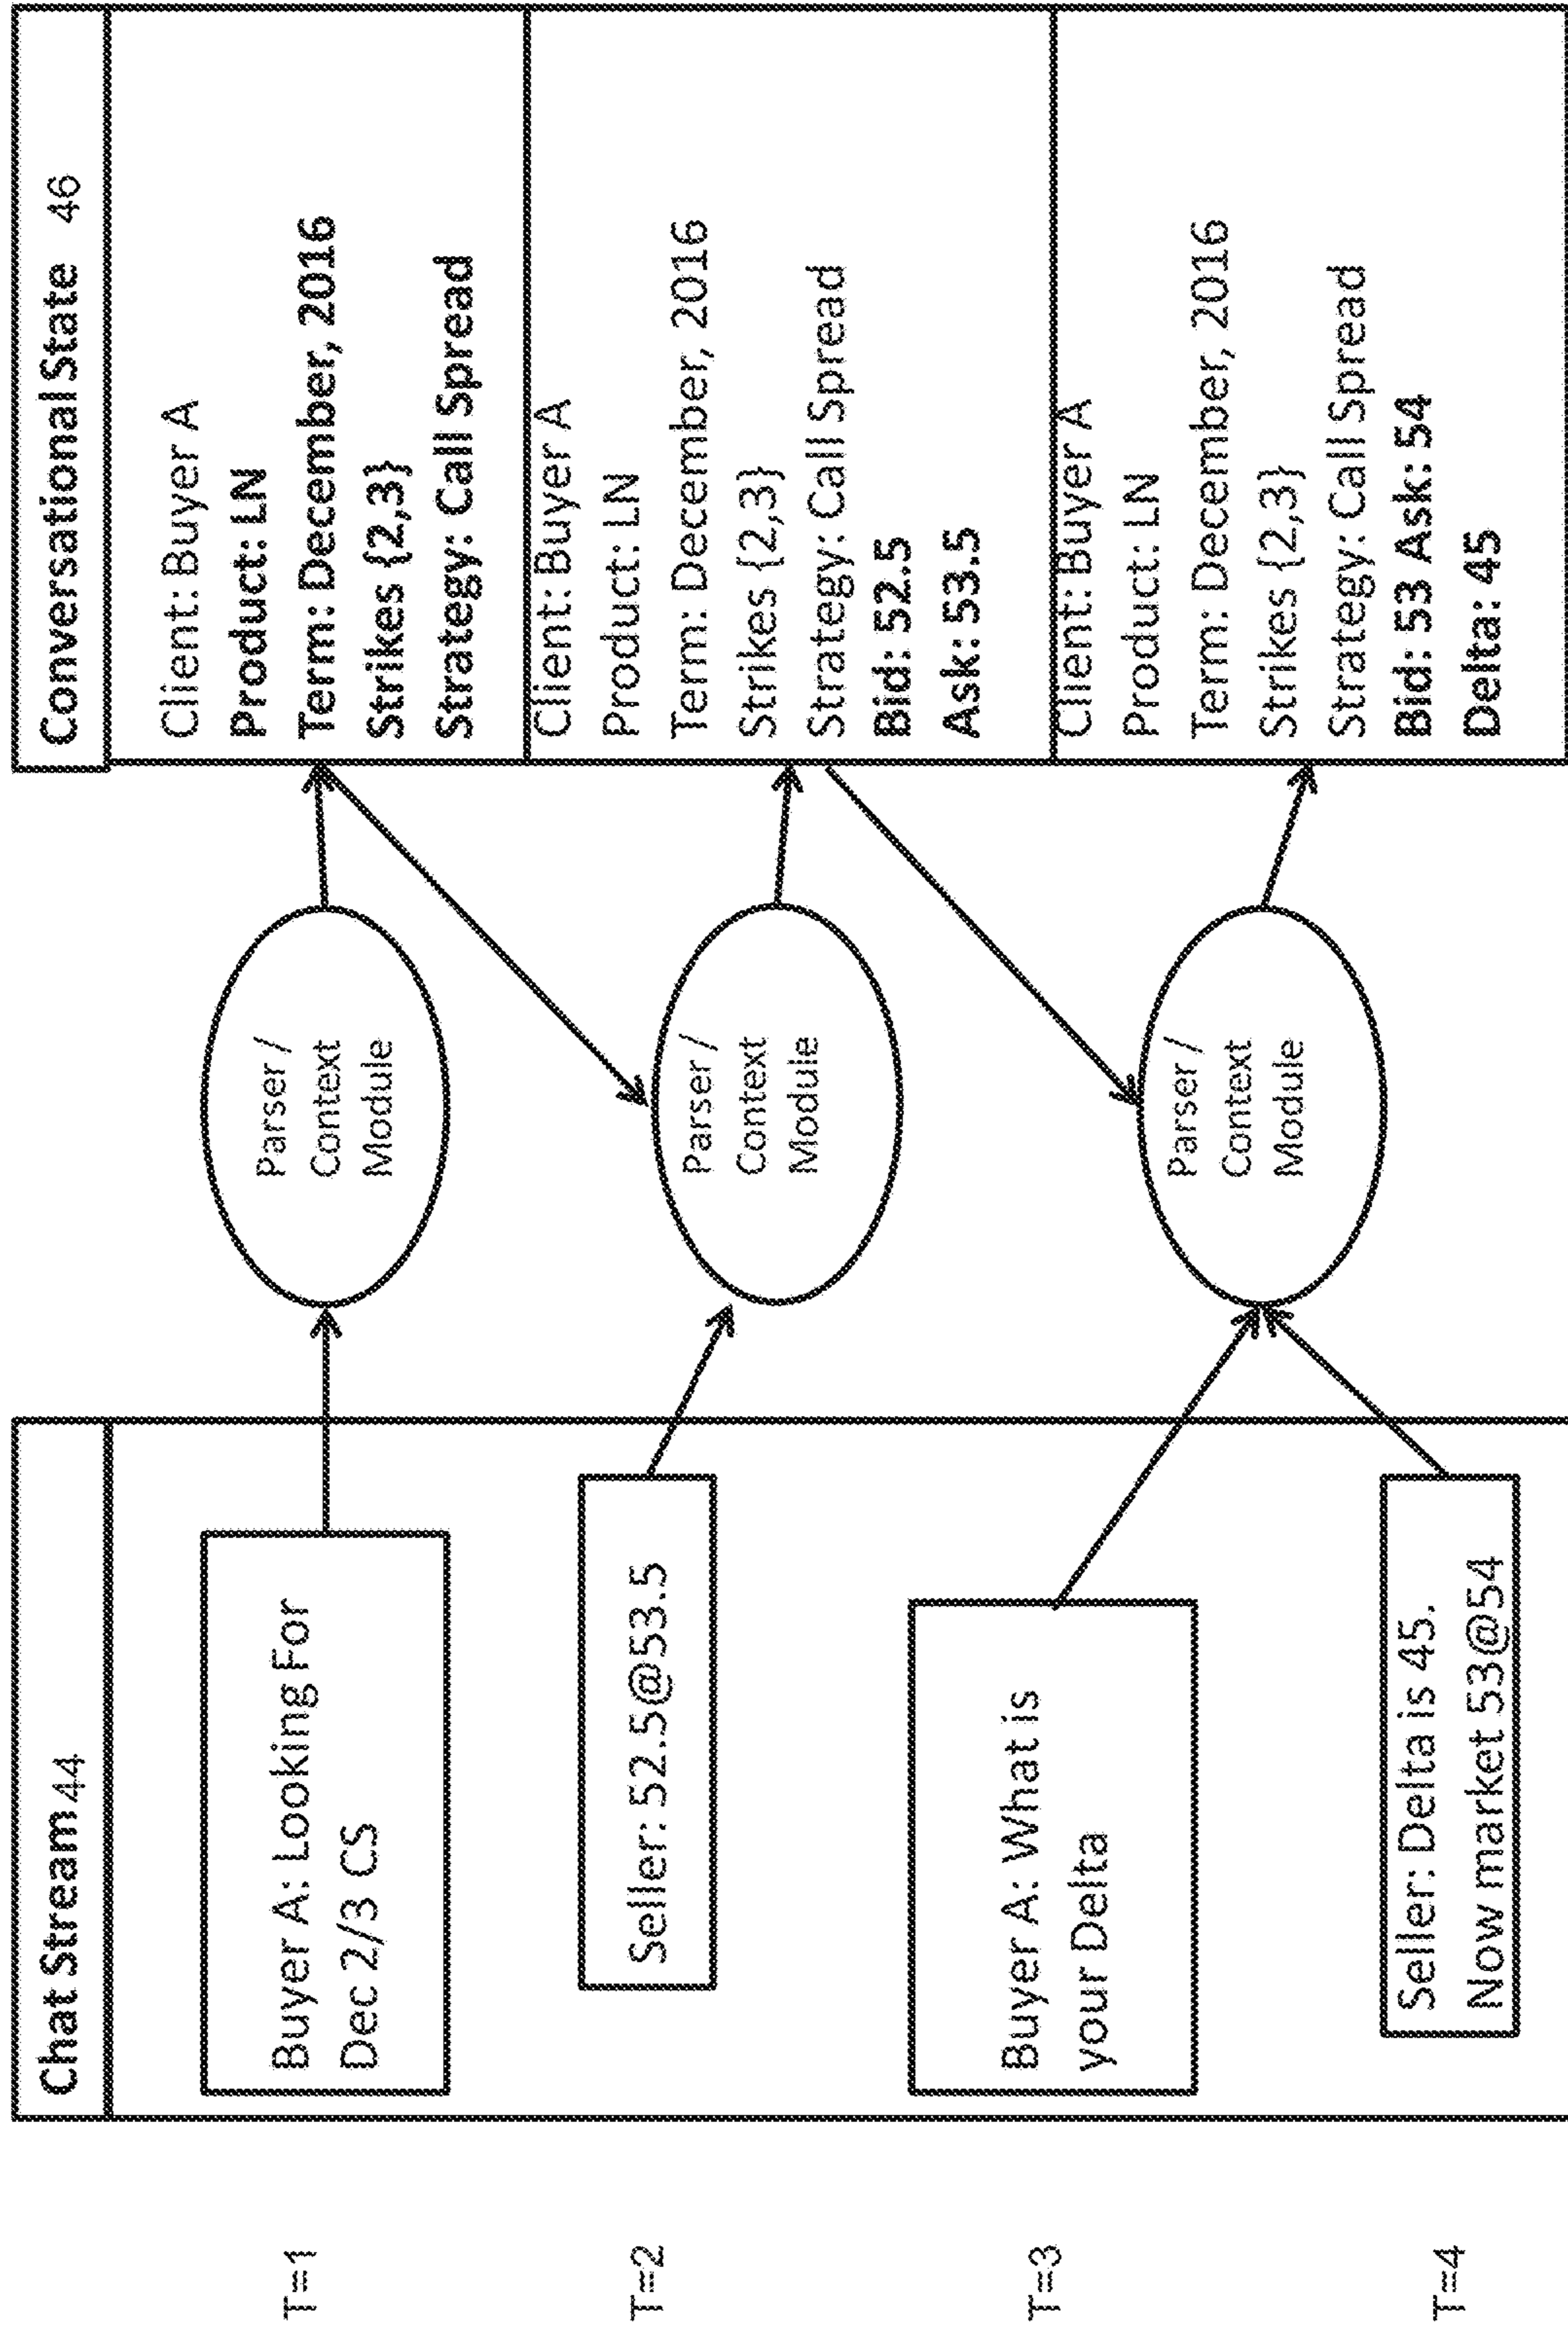 Chat Stream 44
Conversational State 46
T=1
Buyer A: Looking For
Dec 2/3 CS
Parser /
Context
Module
Client: Buyer A
Product: LN
Term: December, 2016
Strikes {2,3}
Strategy: Call Spread
T=2
Seller: 52.5@53.5
Parser /
Context
Module
Client: Buyer A
Product: LN
Term: December, 2016
Strikes {2,3}
Strategy: Call Spread
Bid: 52.5
Ask: 53.5
T=3
Buyer A: What is
your Delta
Parser /
Context
Module
Client: Buyer A
Product: LN
Term: December, 2016
Strikes {2,3}
Strategy: Call Spread
Bid: 53 Ask: 54
Delta: 45
T=4
Seller: Delta is 45.
Now market 53@54